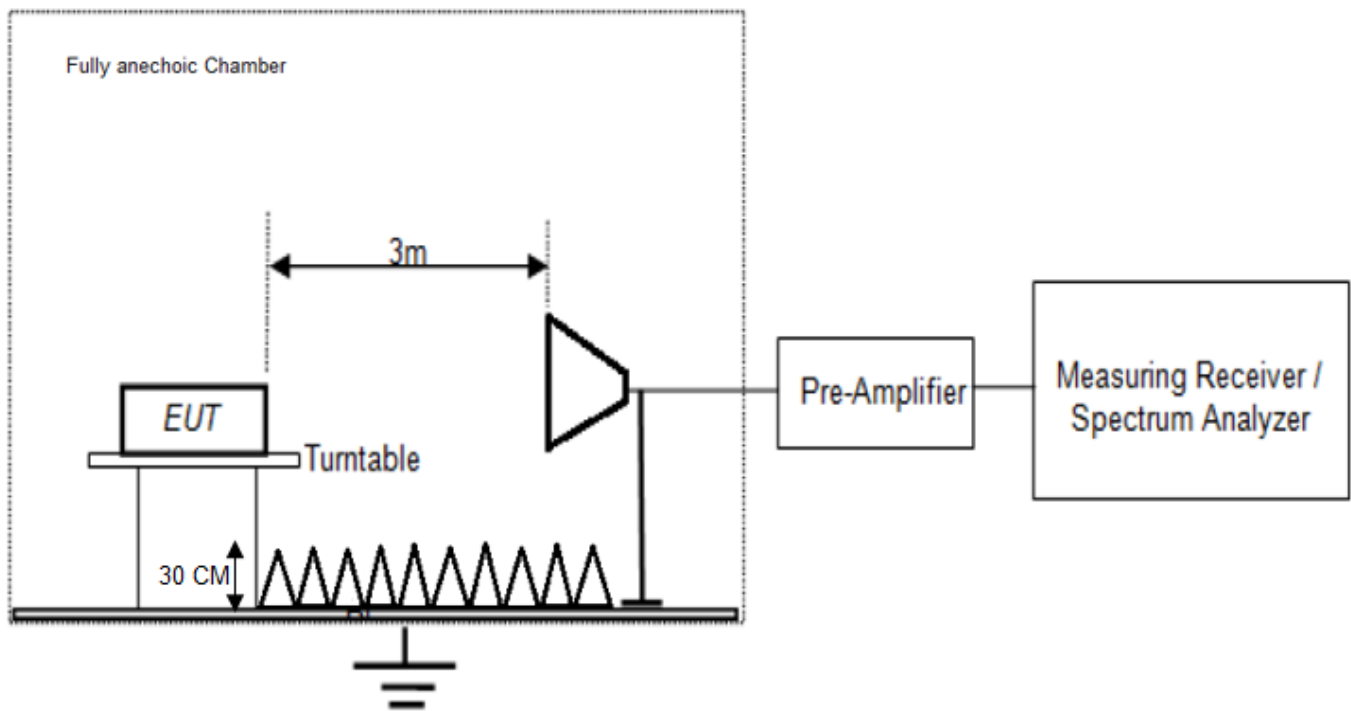 Fully anechoic Chamber
3m
EUT
Turntable
30 CM
Pre-Amplifier
Measuring Receiver /
Spectrum Analyzer